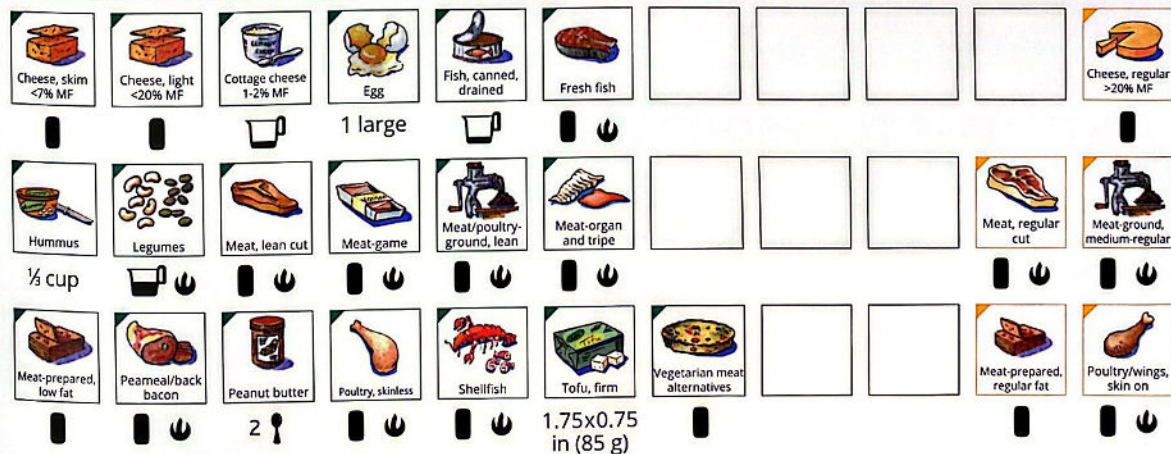 Cheese, skim
<7% MF
Cheese, light
<20% MF
Cottage cheese
1-2% MF
Egg
Fish, canned,
drained
Fresh fish
Cheese, regular
>20% MF
1 large
Hummus
Legumes
Meat, lean cut
Meat-game
Meat/poultry-
ground, lean
Meat-organ
and tripe
Meat, regular
cut
Meat-ground,
medium-regular
⅓ cup
Meat-prepared,
low fat
Peameal/back
bacon
Peanut butter
Poultry, skinless
Shellfish
Tofu
Tofu, firm
Vegetarian meat
alternatives
Meat-prepared,
regular fat
Poultry/wings,
skin on
2
1.75x0.75
in (85 g)